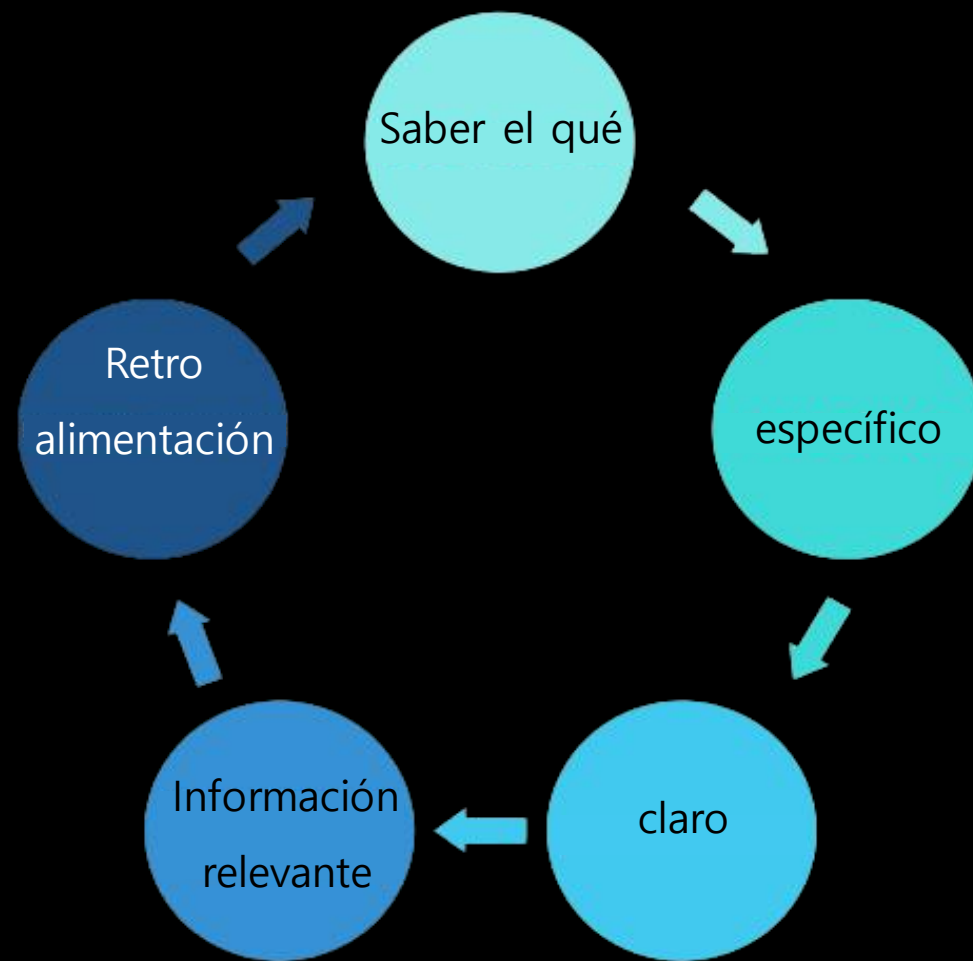 Saber el qué
específico
claro
Información
relevante
Retro
alimentación